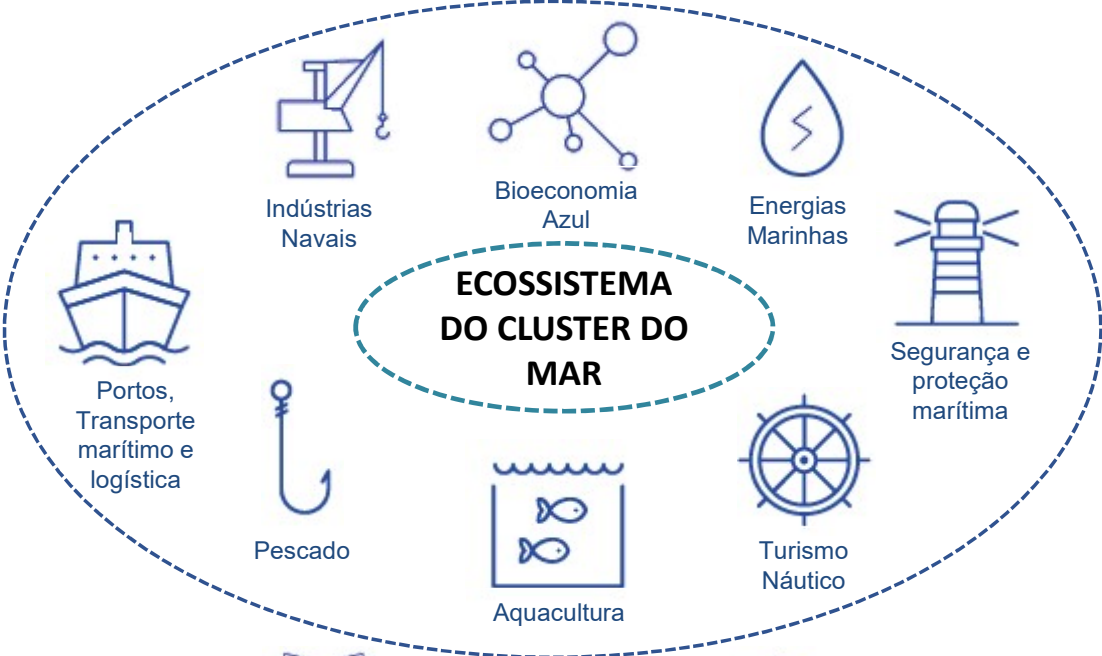 Indústrias
Navais
Bioeconomia
Azul
Energias
Marinhas
ECOSSISTEMA
DO CLUSTER DO
MAR
Segurança e
proteção
marítima
Portos,
Transporte
marítimo e
logística
Pescado
Turismo
Náutico
Aquacultura